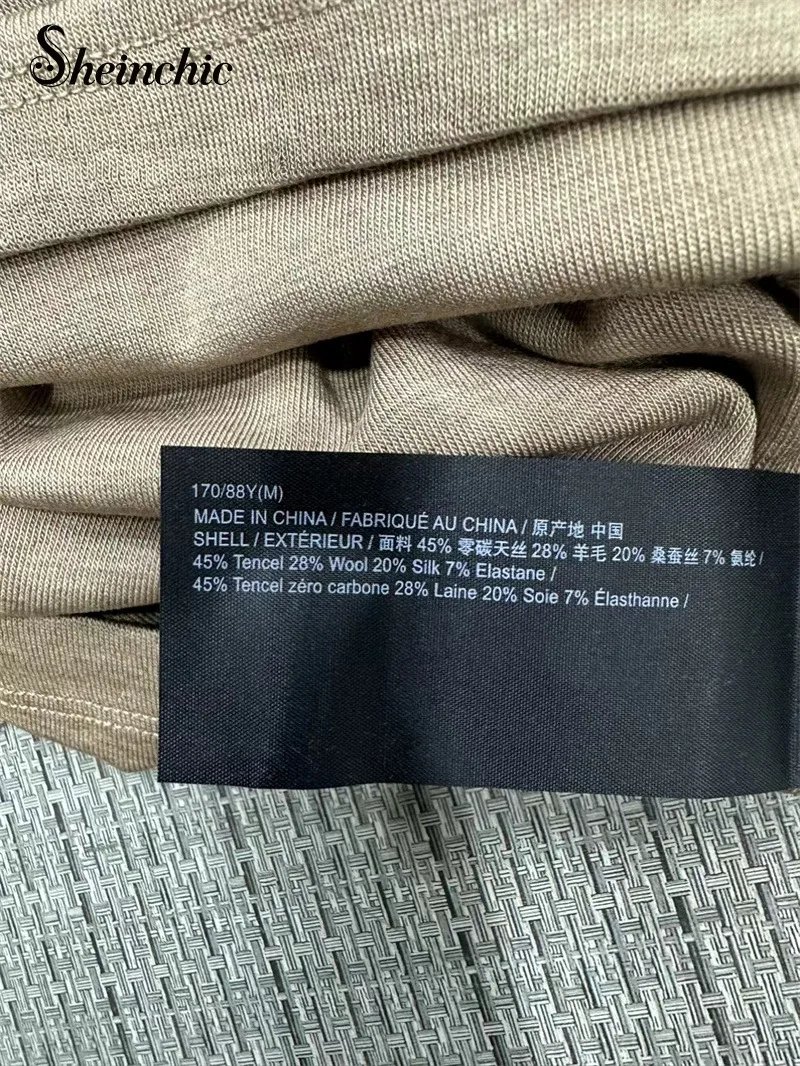 Sheinchic
170/88Y(M)
MADE IN CHINA / FABRIQUÉ AU CHINA / 原产地 中国
SHELL / EXTÉRIEUR / 面料 45% 零碳天丝 28% 羊毛 20% 桑蚕丝 7% 氨纶 /
45% Tencel 28% Wool 20% Silk 7% Elastane /
45% Tencel zéro carbone 28% Laine 20% Soie 7% Élasthanne /